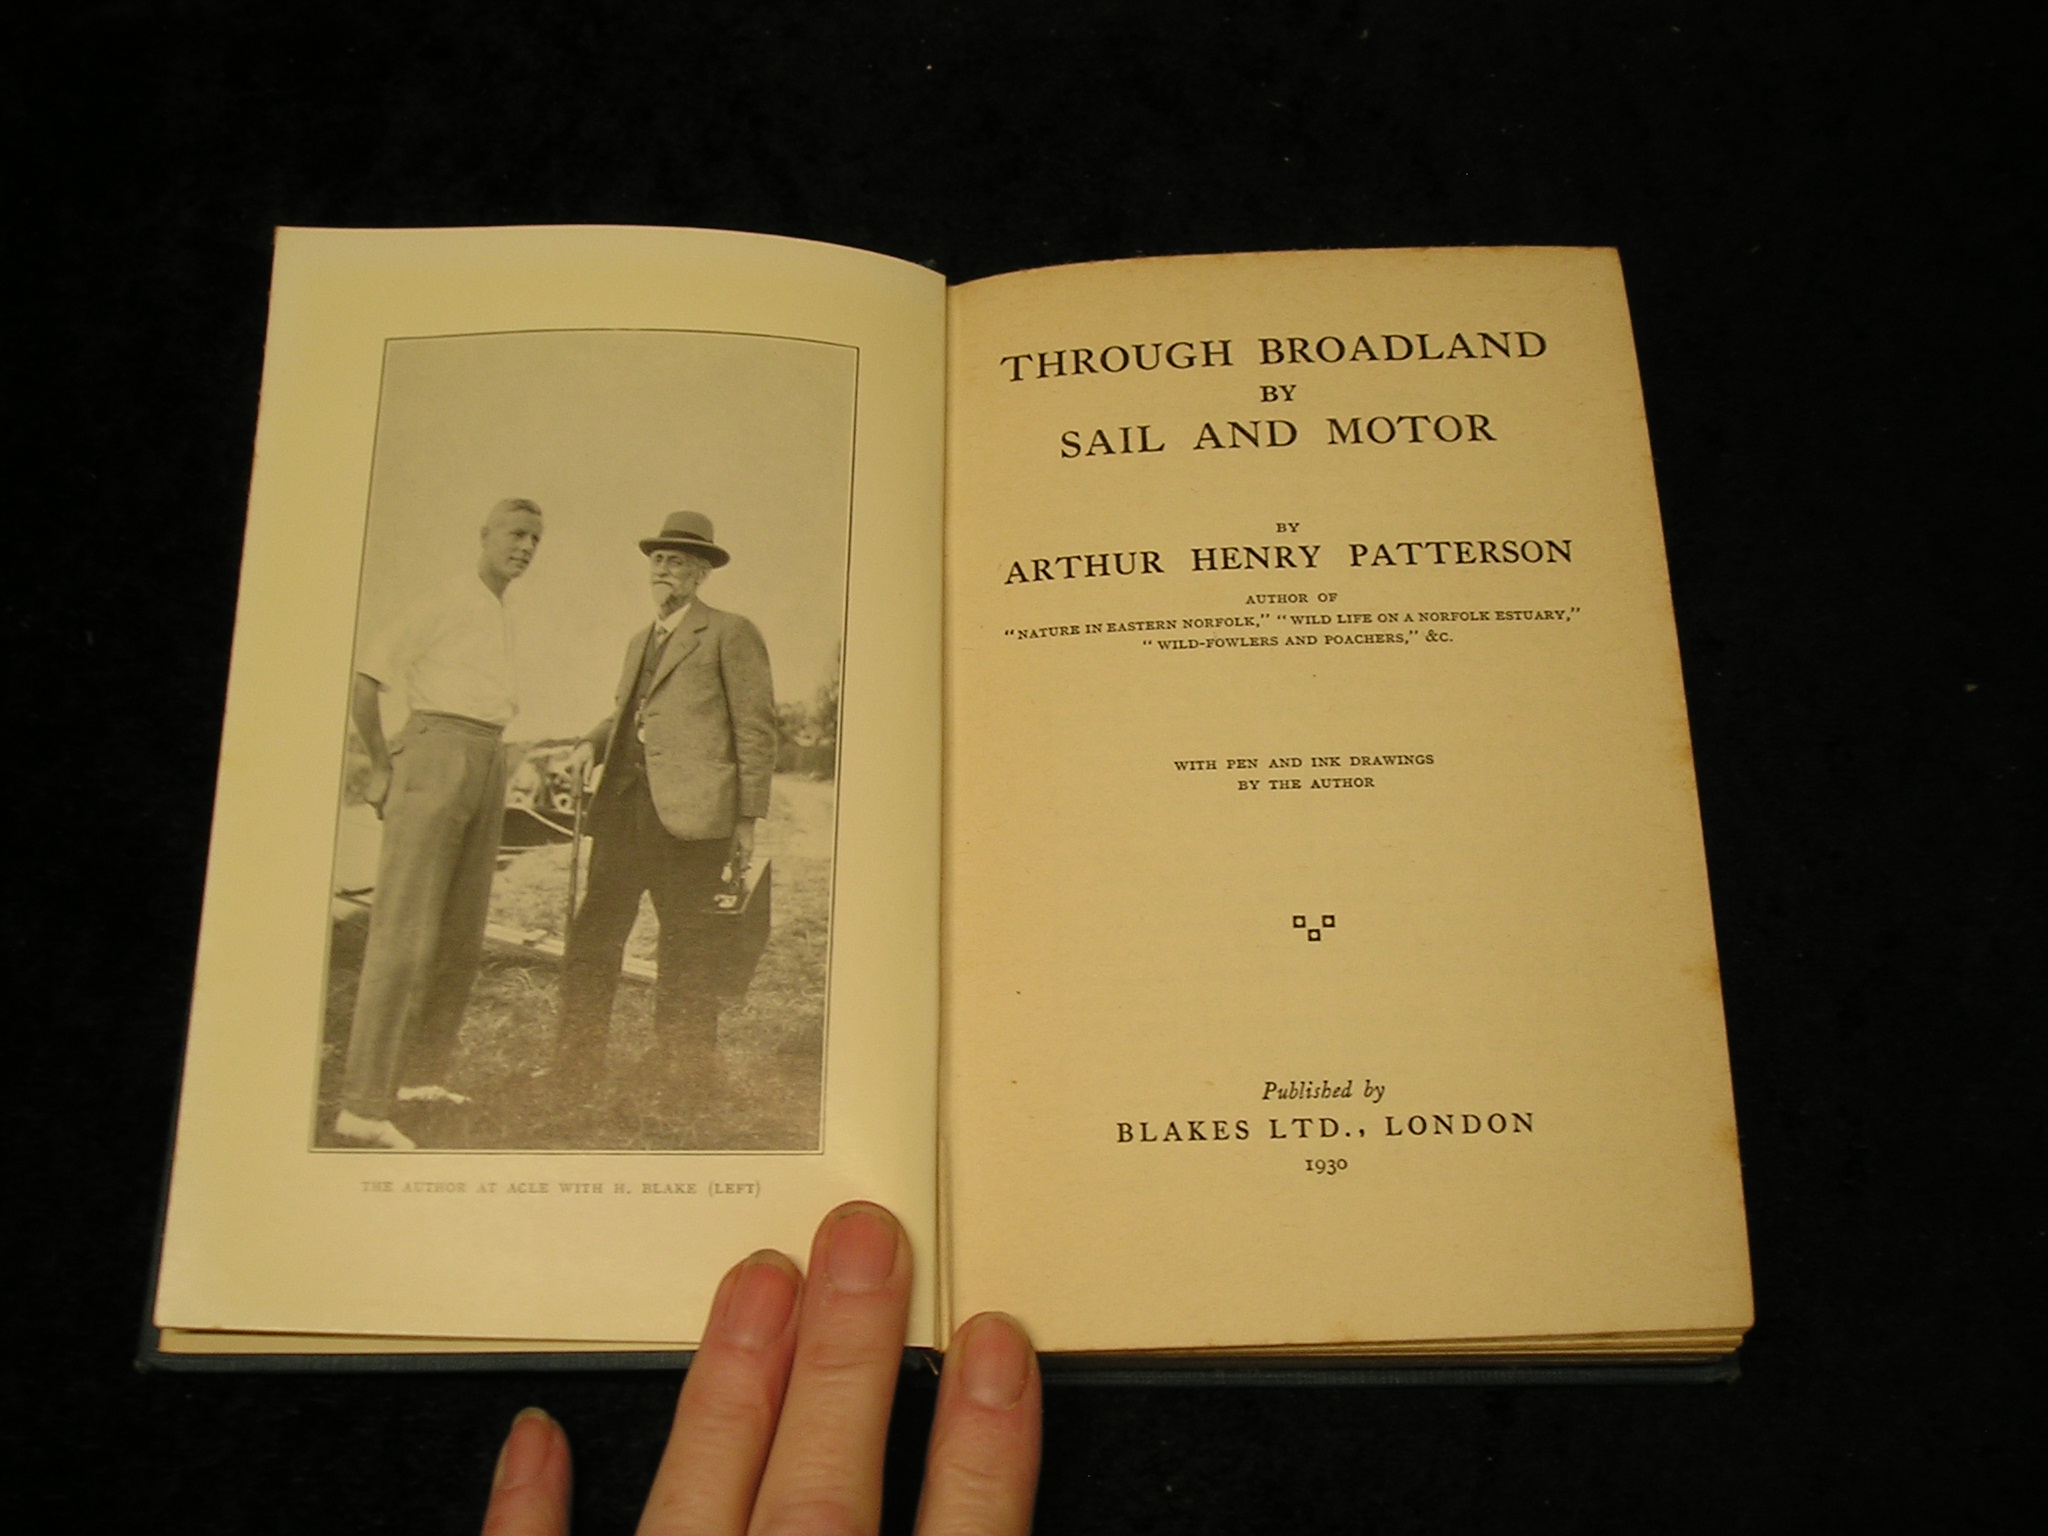 THE AUTHOR AT ACLE WITH H. BLAKE (LEFT)
THROUGH BROADLAND
BY
SAIL AND MOTOR
BY
ARTHUR HENRY PATTERSON
AUTHOR OF
"NATURE IN EASTERN NORFOLK," "WILD LIFE ON A NORFOLK ESTUARY,"
"WILD-FOWLERS AND POACHERS," &C.
WITH PEN AND INK DRAWINGS
BY THE AUTHOR
Published by
BLAKES LTD., LONDON
1930